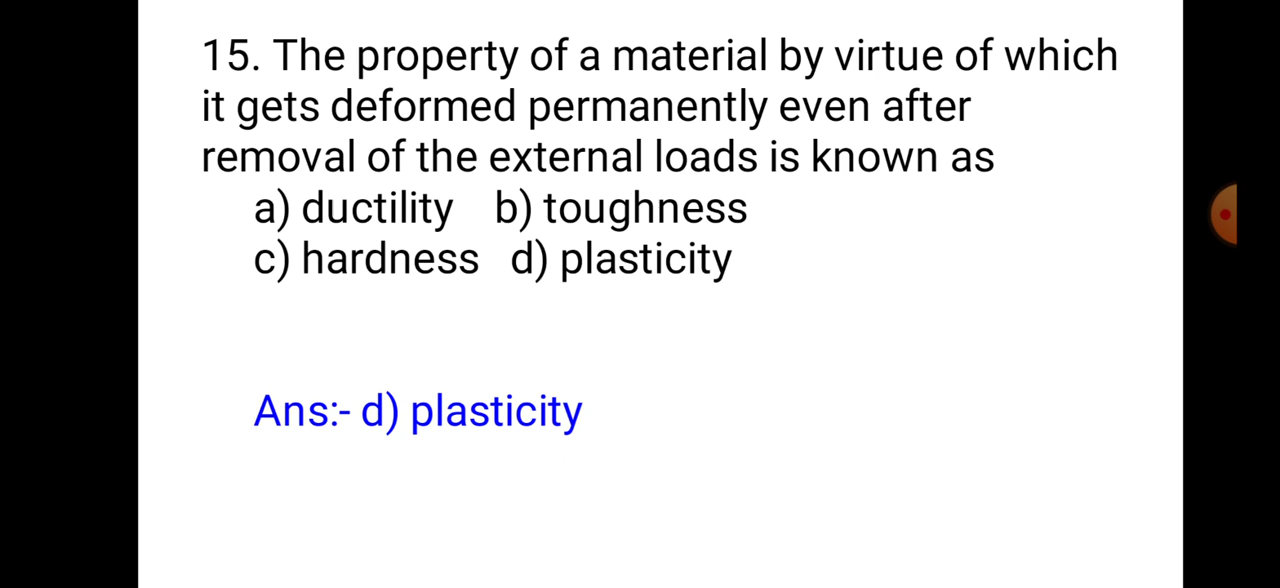 15. The property of a material by virtue of which
it gets deformed permanently even after
removal of the external loads is known as
a) ductility b) toughness
c) hardness d) plasticity
Ans:- d) plasticity